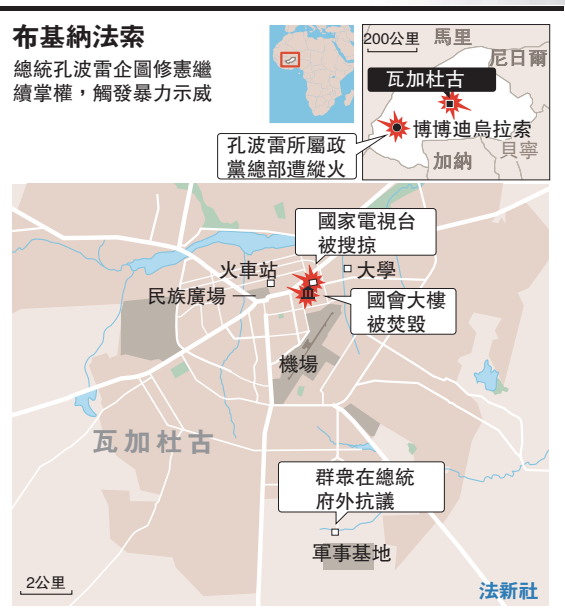 布基納法索
總統孔波雷企圖修憲繼
續掌權，觸發暴力示威
200公里
馬里
尼日爾
瓦加杜古
博博迪烏拉索
貝寧
加納
孔波雷所屬政
黨總部遭縱火
國家電視台
被搜掠
火車站
大學
民族廣場
國會大樓
被焚毀
機場
瓦加杜古
群衆在總統
府外抗議
軍事基地
2公里
法新社